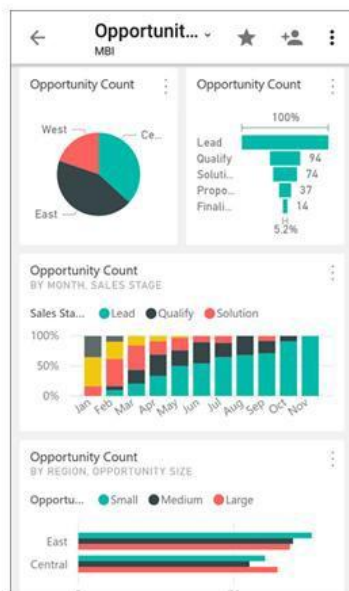 Opportunit...
MBI
Opportunity Count
West
Ce...
East
Opportunity Count
100%
Lead
Qualify 94
Soluti... 74
Propo... 37
Finali... 14
5.2%
Opportunity Count
BY MONTH, SALES STAGE
Sales Sta... Lead Qualify Solution
100%
50%
0%
Jan Feb Mar Apr May Jun Jul Aug Sep Oct Nov
Opportunity Count
BY REGION, OPPORTUNITY SIZE
Opportu... Small Medium Large
East
Central